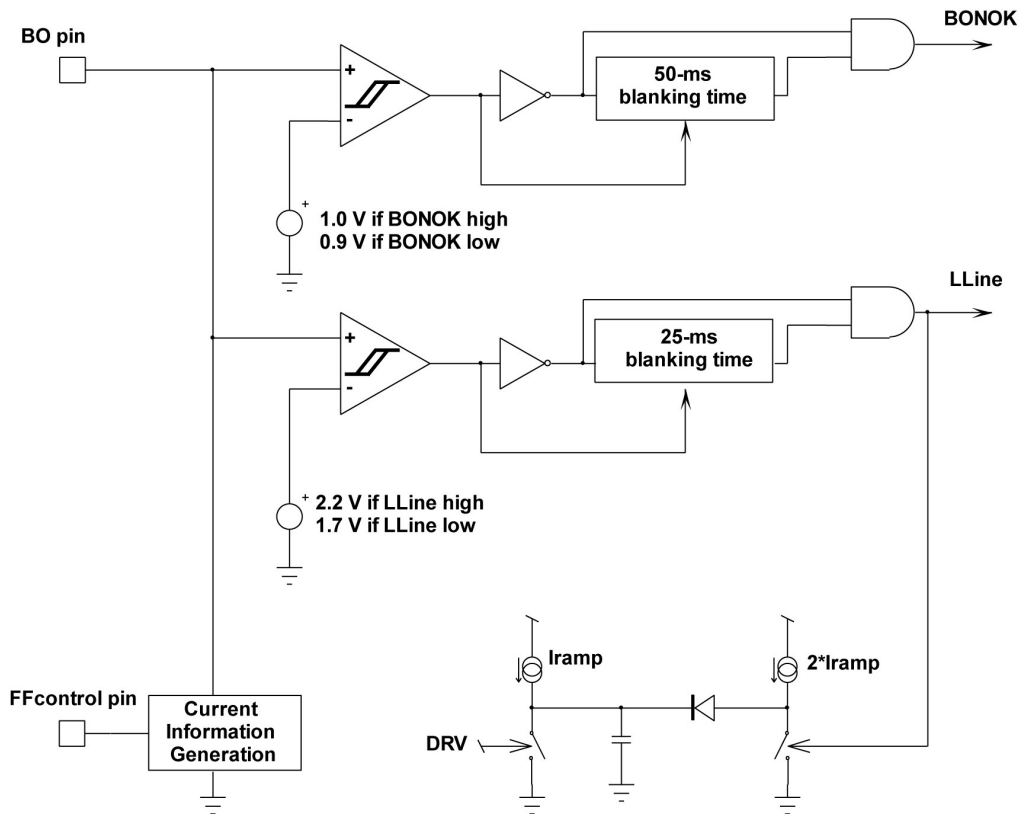 BONOK
BO pin
+
-
50-ms
blanking time
+
1.0 V if BONOK high
0.9 V if BONOK low
LLine
+
-
25-ms
blanking time
+
2.2 V if LLine high
1.7 V if LLine low
Iramp
2*Iramp
FFcontrol pin
Current
Information
Generation
DRV